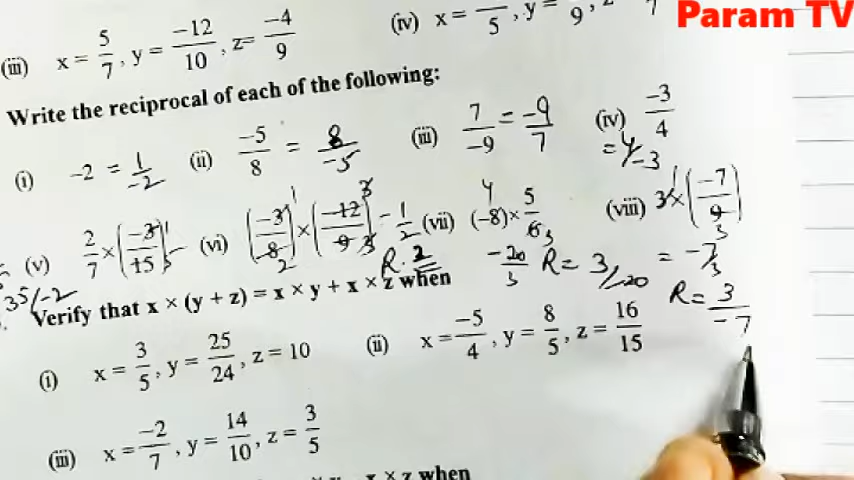 Param TV
(iii) x = 5/7, y = -12/10, z = -4/9 (iv) x = /5, y = /9, z 7
Write the reciprocal of each of the following:
(i) -2 = 1/-2 (ii) -5/8 = 8/-5 (iii) 7/-9 = -9/7 (iv) -3/4 = 4/-3
(v) 2/7 × (-3/15) (vi) (-3/8) × (-12/9) - 1/2 (vii) (-8) × 5/6 (viii) 3 × (-7/9)
35/-2 R. 2 -20/3 R = 3/-20 = -7/3
R = 3/-7
Verify that x × (y + z) = x × y + x × z when
(i) x = 3/5, y = 25/24, z = 10 (ii) x = -5/4, y = 8/5, z = 16/15
(iii) x = -2/7, y = 14/10, z = 3/5
x × z when